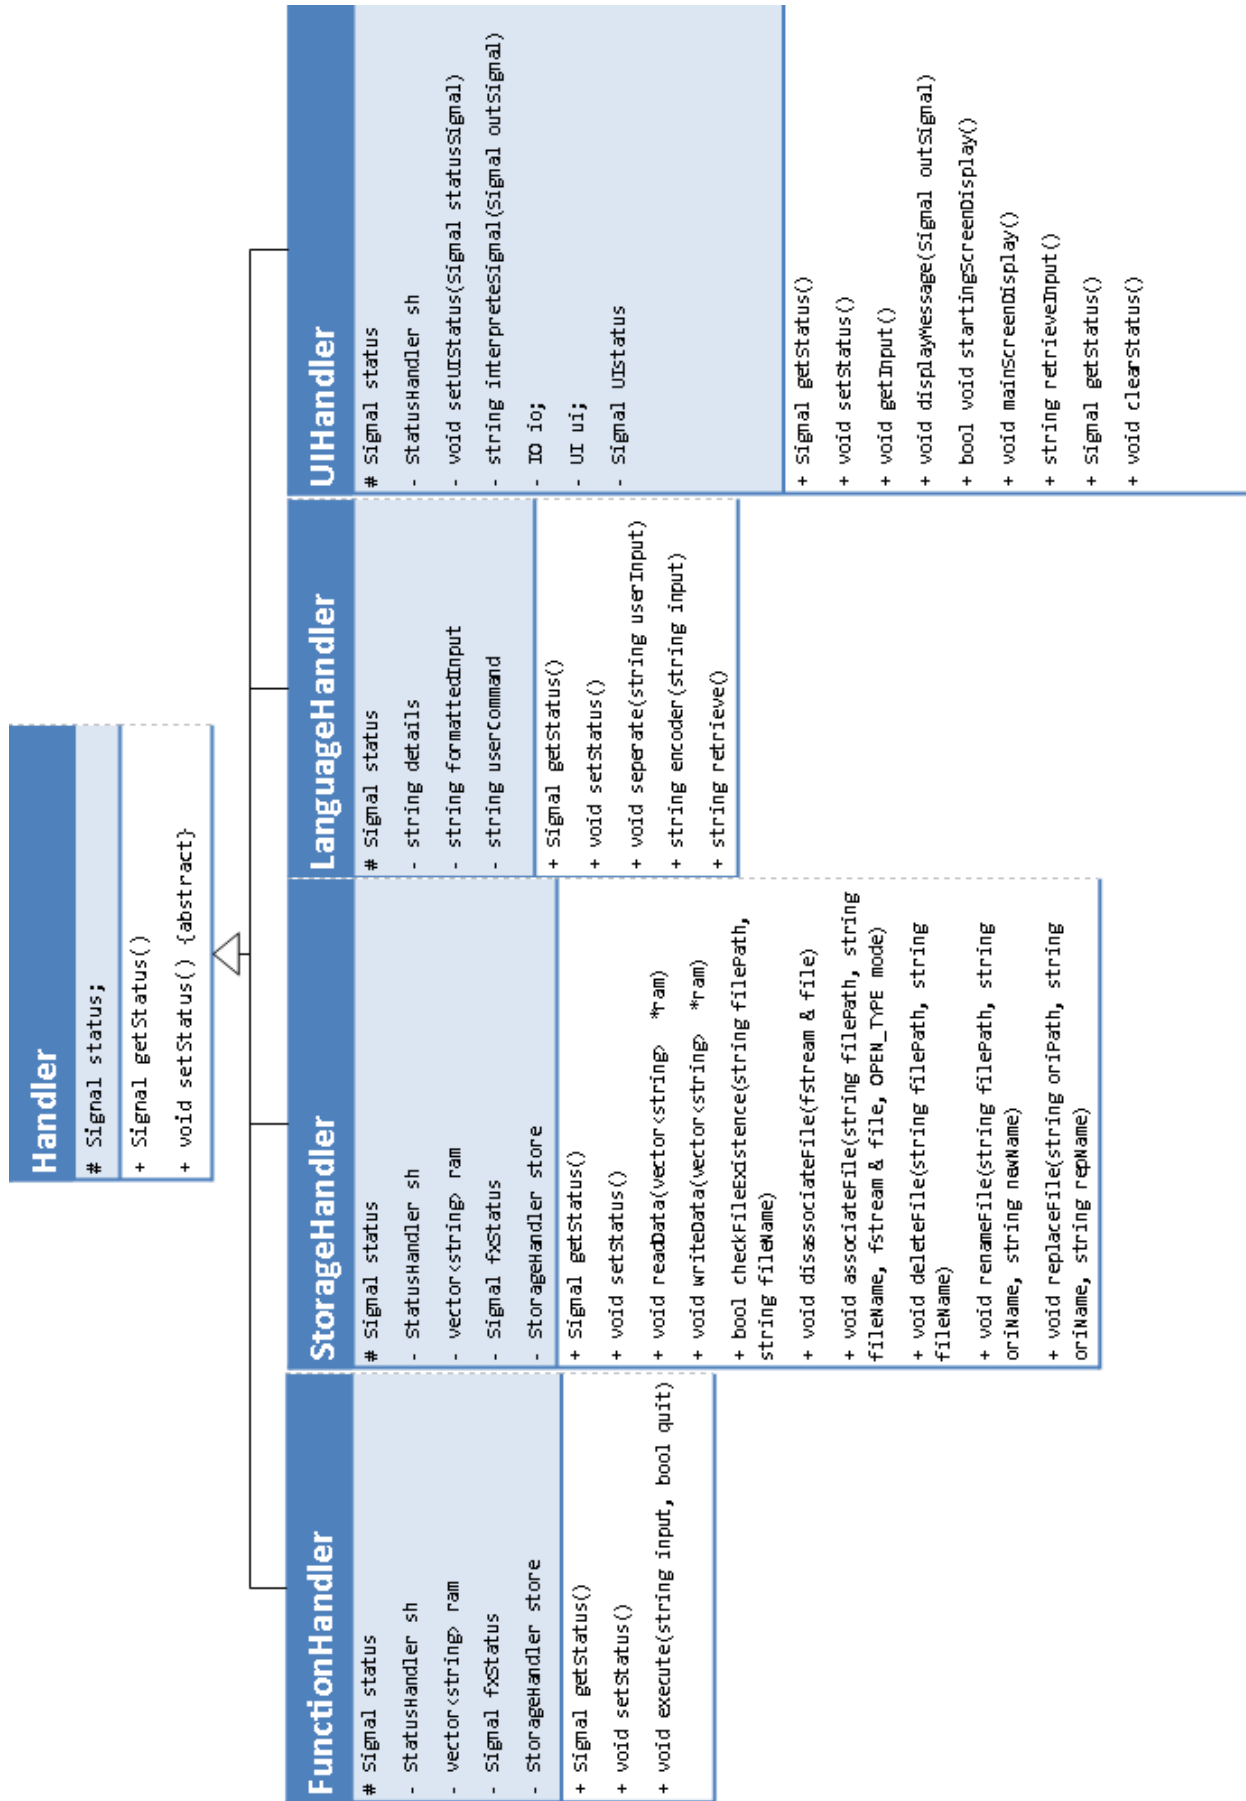 Handler
# Signal status;
+ Signal getStatus()
+ void setStatus() {abstract}
FunctionHandler
# Signal status
- StatusHandler sh
- vector<string> ram
- Signal fxStatus
- StorageHandler store
+ Signal getStatus()
+ void setStatus()
+ void execute(string input, bool quit)
StorageHandler
# Signal status
- StatusHandler sh
- vector<string> ram
- Signal fxStatus
- StorageHandler store
+ Signal getStatus()
+ void setStatus()
+ void readData(vector<string> *ram)
+ void writeData(vector<string> *ram)
+ bool checkFileExistence(string filePath,
string fileName)
+ void disassociateFile(fstream & file)
+ void associateFile(string filePath, string
fileName, fstream & file, OPEN_TYPE mode)
+ void deleteFile(string filePath, string
fileName)
+ void renameFile(string filePath, string
oriName, string newName)
+ void replaceFile(string oriPath, string
oriName, string repName)
LanguageHandler
# Signal status
- string details
- string formattedInput
- string userCommand
+ Signal getStatus()
+ void setStatus()
+ void seperate(string userInput)
+ string encoder(string input)
+ string retrieve()
UIHandler
# Signal status
- StatusHandler sh
- void setUIStatus(Signal statusSignal)
- string interpreteSignal(Signal outSignal)
- IO io;
- UI ui;
- Signal UIstatus
+ Signal getStatus()
+ void setStatus()
+ void getInput()
+ void displayMessage(Signal outSignal)
+ bool void startingScreenDisplay()
+ void mainScreenDisplay()
+ string retrieveInput()
+ Signal getStatus()
+ void clearStatus()